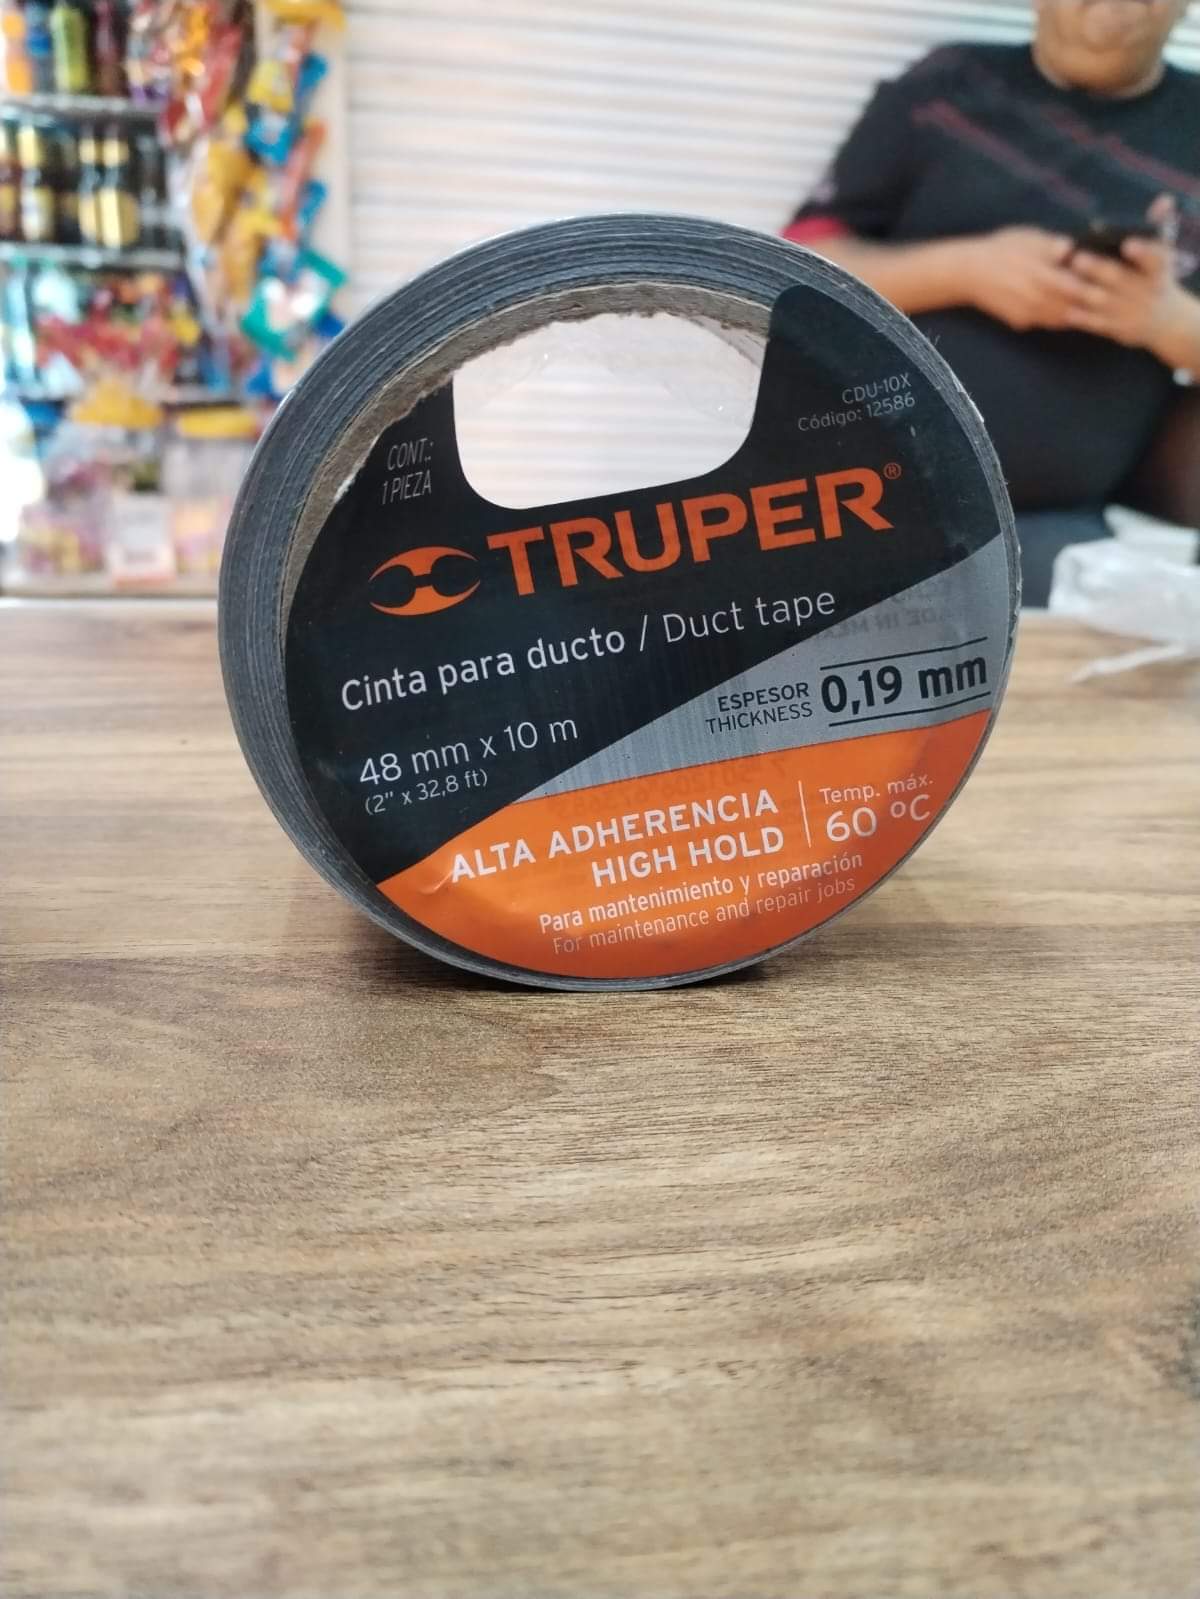 CDU-10X
Código: 12586
CONT.:
1 PIEZA
TRUPER®
Cinta para ducto / Duct tape
48 mm x 10 m
(2" x 32,8 ft)
ESPESOR
THICKNESS
0,19 mm
ALTA ADHERENCIA
HIGH HOLD
Temp. máx.
60 °C
Para mantenimiento y reparación
For maintenance and repair jobs